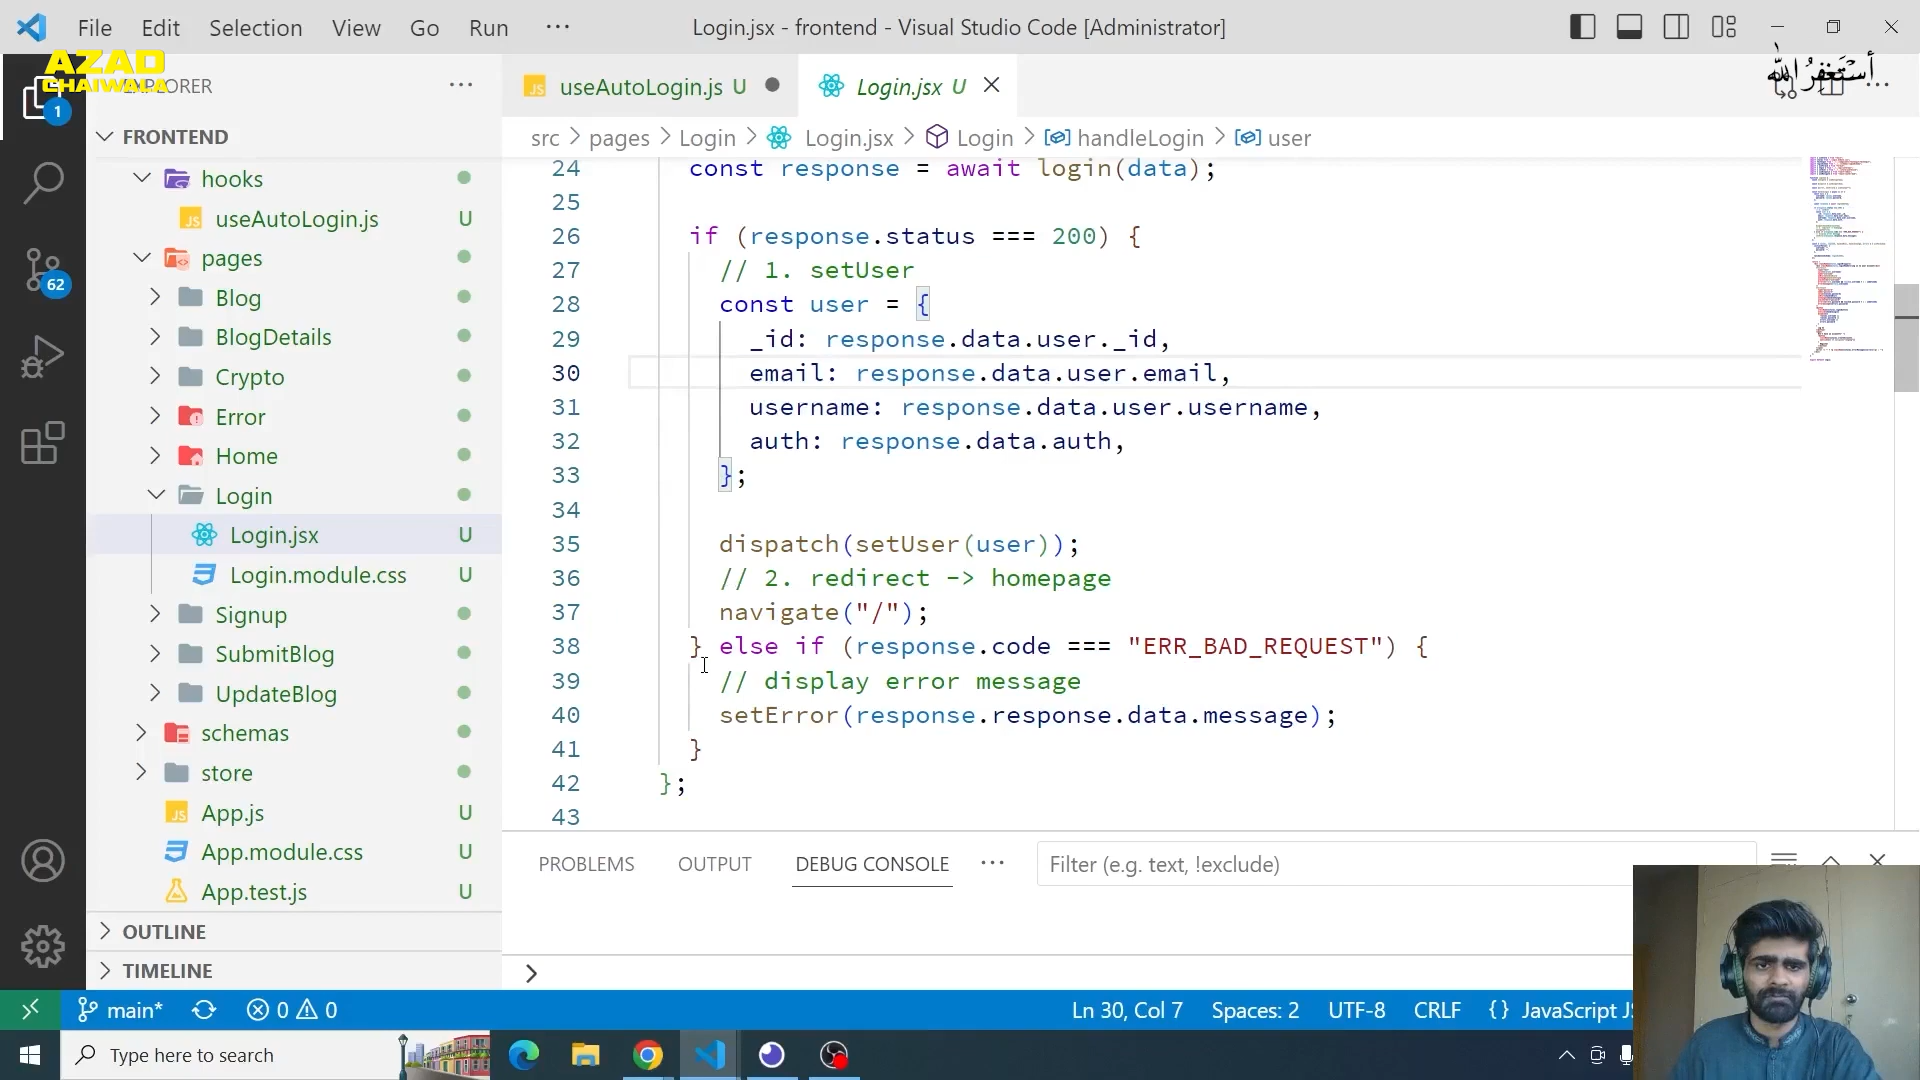 File Edit Selection View Go Run ··· Login.jsx - frontend - Visual Studio Code [Administrator]
AZAD
CHAIWALA
EXPLORER
1
أستغفر الله
useAutoLogin.js U
Login.jsx U
FRONTEND
src > pages > Login > Login.jsx > Login > handleLogin > user
hooks
useAutoLogin.js U
pages
Blog
BlogDetails
Crypto
Error
Home
Login
Login.jsx U
Login.module.css U
Signup
SubmitBlog
UpdateBlog
schemas
store
App.js U
App.module.css U
App.test.js U
OUTLINE
TIMELINE
62
24 const response = await login(data);
25
26 if (response.status === 200) {
27 // 1. setUser
28 const user = {
29 _id: response.data.user._id,
30 email: response.data.user.email,
31 username: response.data.user.username,
32 auth: response.data.auth,
33 };
34
35 dispatch(setUser(user));
36 // 2. redirect -> homepage
37 navigate("/");
38 } else if (response.code === "ERR_BAD_REQUEST") {
39 // display error message
40 setError(response.response.data.message);
41 }
42 };
43
PROBLEMS OUTPUT DEBUG CONSOLE ··· Filter (e.g. text, !exclude)
main* 0 0 Ln 30, Col 7 Spaces: 2 UTF-8 CRLF {} JavaScript
Type here to search